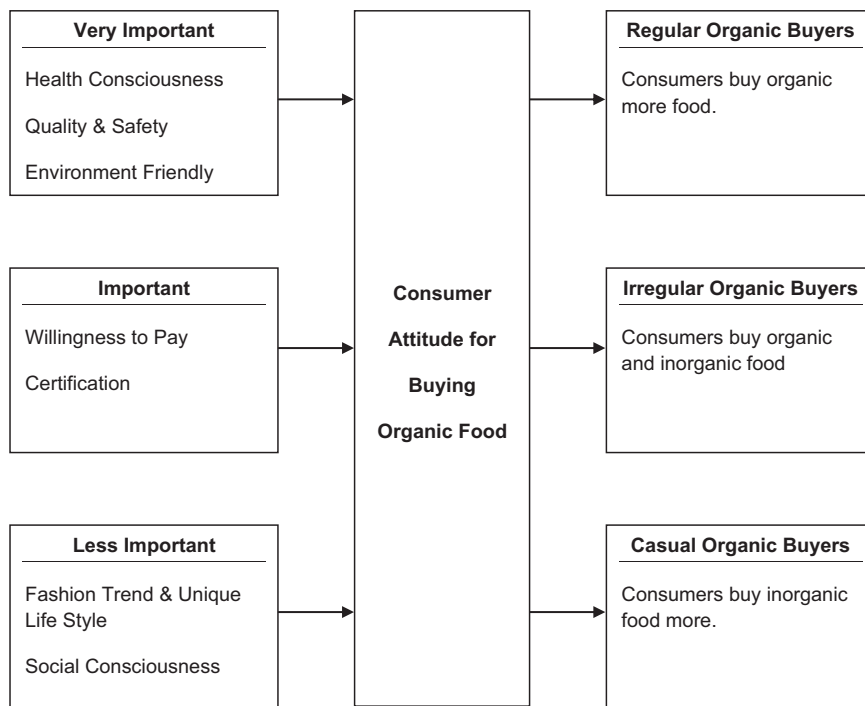 Very Important
Health Consciousness
Quality & Safety
Environment Friendly
Important
Willingness to Pay
Certification
Less Important
Fashion Trend & Unique
Life Style
Social Consciousness
Consumer
Attitude for
Buying
Organic Food
Regular Organic Buyers
Consumers buy organic
more food.
Irregular Organic Buyers
Consumers buy organic
and inorganic food
Casual Organic Buyers
Consumers buy inorganic
food more.